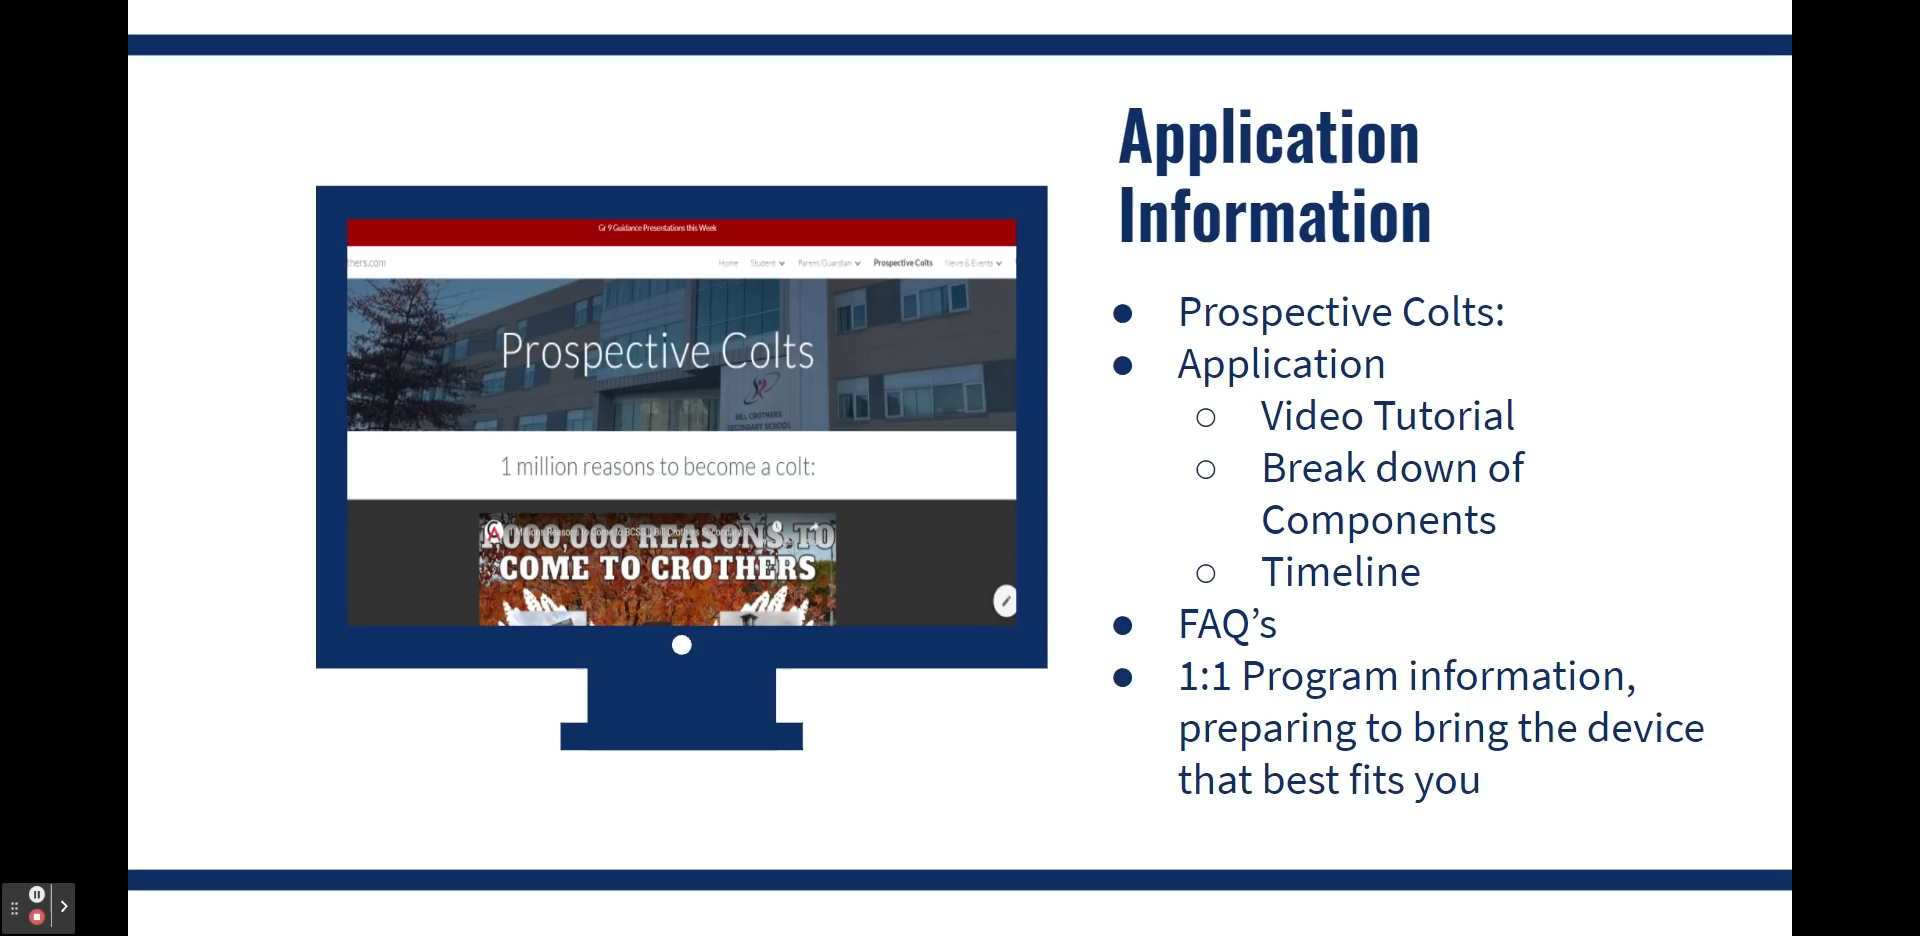 Application
Information
Gr 9 Guidance Presentations this Week
hers.com
Home Student Parent/Guardian Prospective Colts News & Events
Prospective Colts
BILL CROTHERS
SECONDARY SCHOOL
1 million reasons to become a colt:
1,000,000 REASONS TO
COME TO CROTHERS
● Prospective Colts:
● Application
○ Video Tutorial
○ Break down of
Components
○ Timeline
● FAQ’s
● 1:1 Program information,
preparing to bring the device
that best fits you